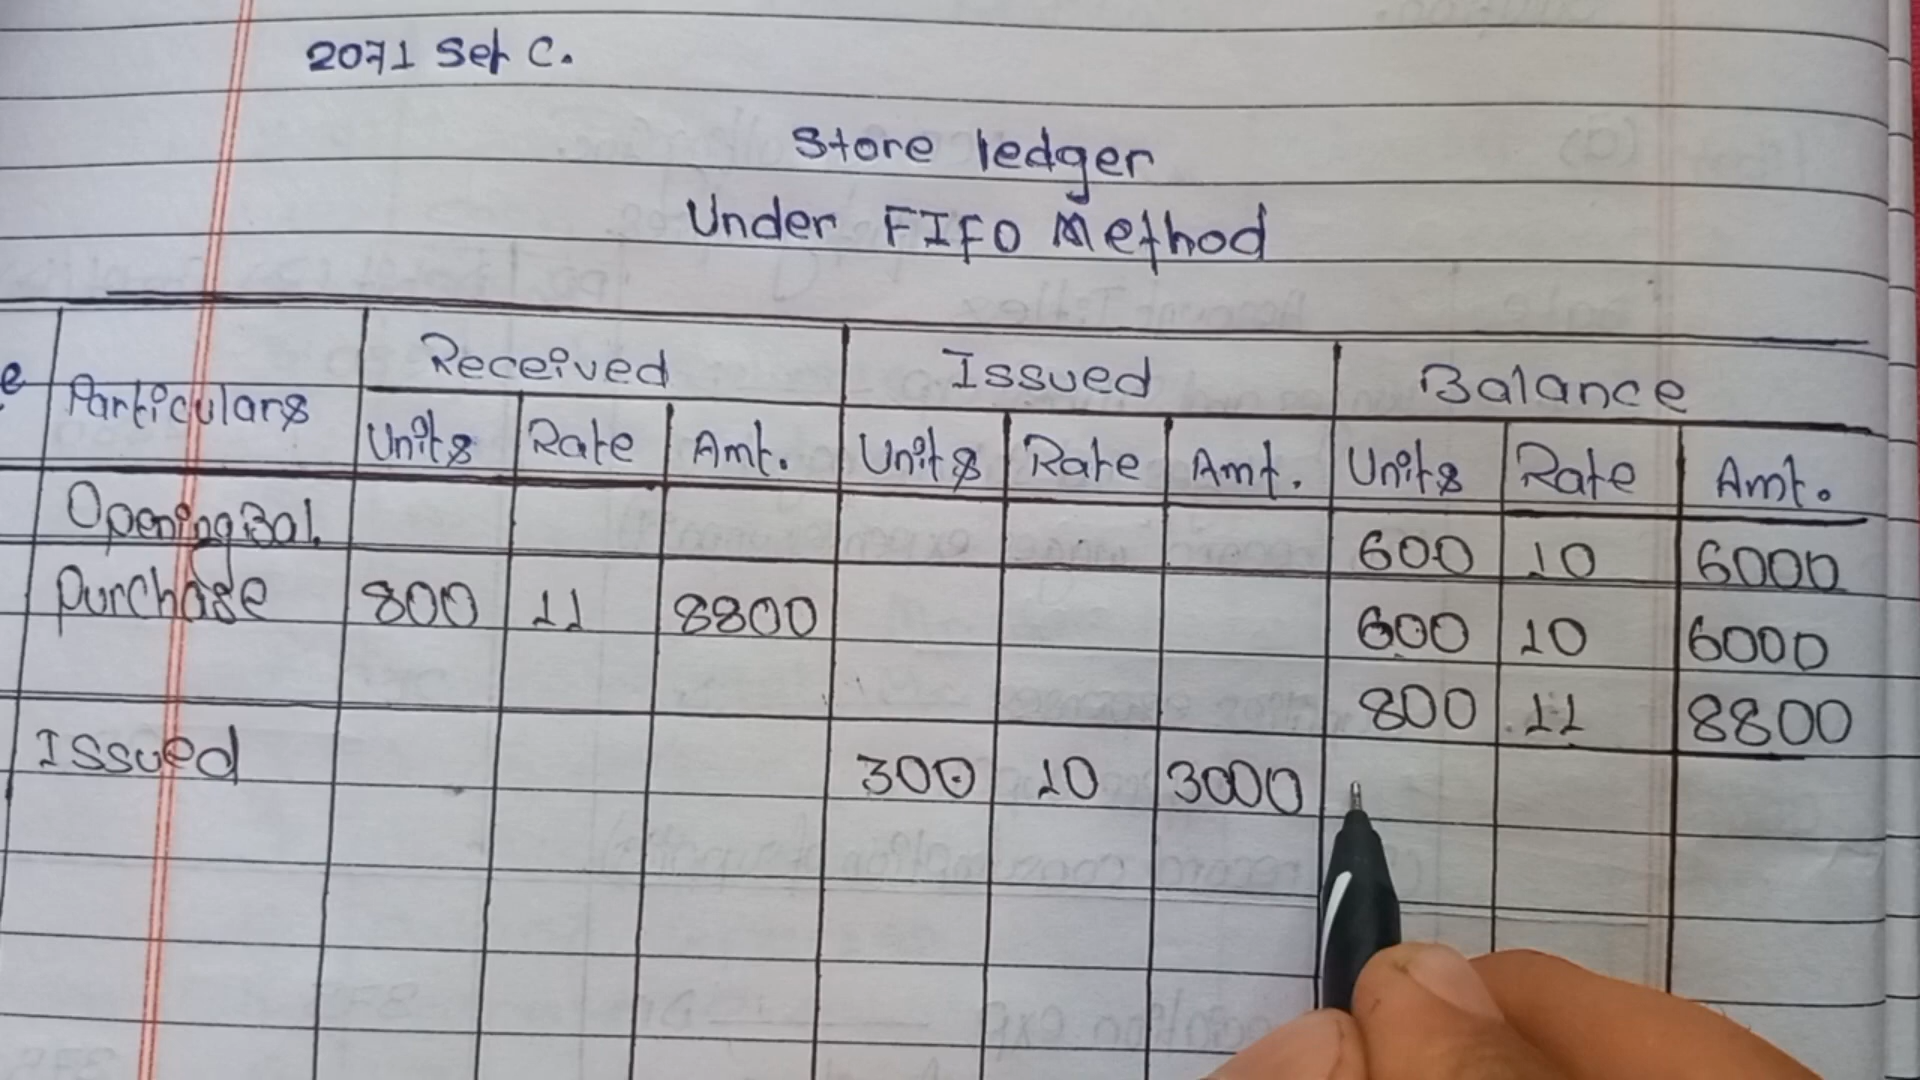 2071 Set C.
Store ledger
Under FIFO Method
e Particulars Received Issued Balance
Units Rate Amt. Units Rate Amt. Units Rate Amt.
Opening Bal. 600 10 6000
Purchase 800 11 8800 600 10 6000
800 11 8800
Issued 300 10 3000